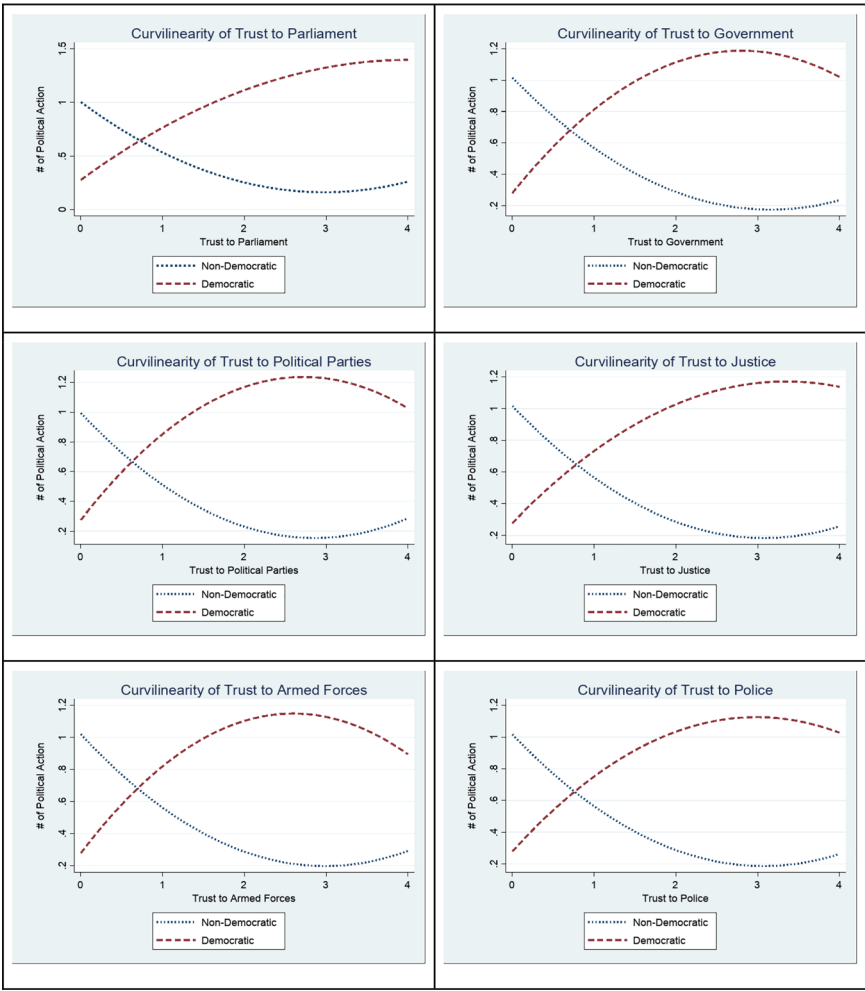 Curvilinearity of Trust to Parliament
# of Political Action
1.5
1
.5
0
0 1 2 3 4
Trust to Parliament
Non-Democratic
Democratic
Curvilinearity of Trust to Government
# of Political Action
1.2
1
.8
.6
.4
.2
0 1 2 3 4
Trust to Government
Non-Democratic
Democratic
Curvilinearity of Trust to Political Parties
# of Political Action
1.2
1
.8
.6
.4
.2
0 1 2 3 4
Trust to Political Parties
Non-Democratic
Democratic
Curvilinearity of Trust to Justice
# of Political Action
1.2
1
.8
.6
.4
.2
0 1 2 3 4
Trust to Justice
Non-Democratic
Democratic
Curvilinearity of Trust to Armed Forces
# of Political Action
1.2
1
.8
.6
.4
.2
0 1 2 3 4
Trust to Armed Forces
Non-Democratic
Democratic
Curvilinearity of Trust to Police
# of Political Action
1.2
1
.8
.6
.4
.2
0 1 2 3 4
Trust to Police
Non-Democratic
Democratic